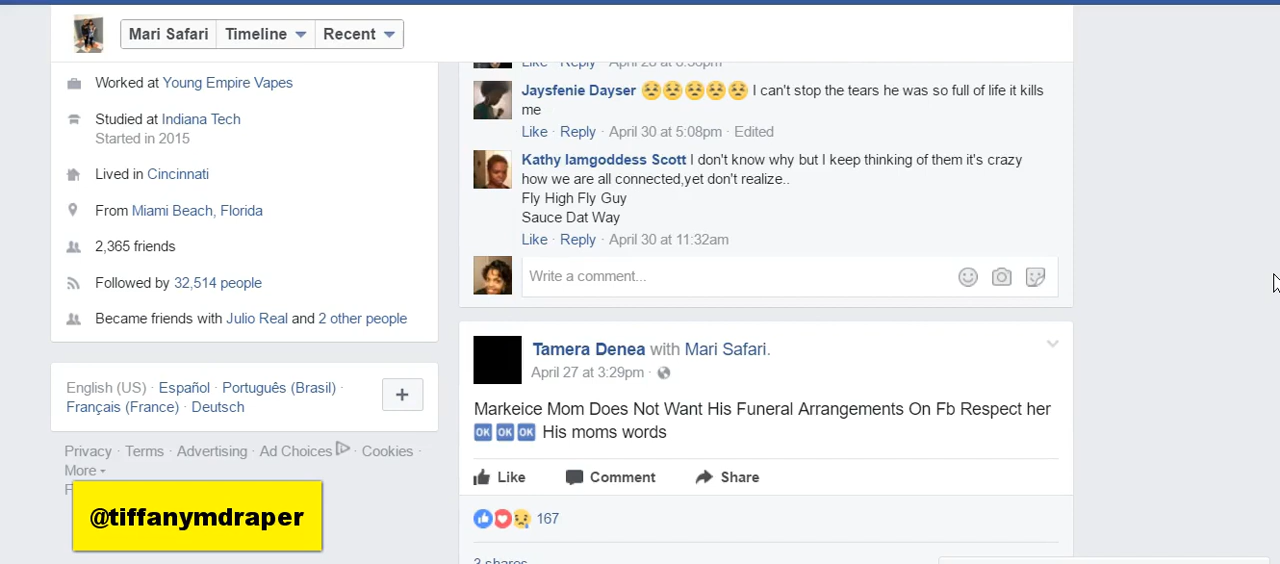 Mari Safari Timeline Recent
Worked at Young Empire Vapes
Studied at Indiana Tech
Started in 2015
Lived in Cincinnati
From Miami Beach, Florida
2,365 friends
Followed by 32,514 people
Became friends with Julio Real and 2 other people
English (US) · Español · Português (Brasil) ·
Français (France) · Deutsch
Privacy · Terms · Advertising · Ad Choices · Cookies ·
More
@tiffanymdraper
Like · Reply · April 28 at
Jaysfenie Dayser 😣😣😣😣😣 I can't stop the tears he was so full of life it kills
me
Like · Reply · April 30 at 5:08pm · Edited
Kathy Iamgoddess Scott I don't know why but I keep thinking of them it's crazy
how we are all connected,yet don't realize..
Fly High Fly Guy
Sauce Dat Way
Like · Reply · April 30 at 11:32am
Write a comment...
Tamera Denea with Mari Safari.
April 27 at 3:29pm ·
Markeice Mom Does Not Want His Funeral Arrangements On Fb Respect her
🆗🆗🆗 His moms words
Like Comment Share
167
3 shares